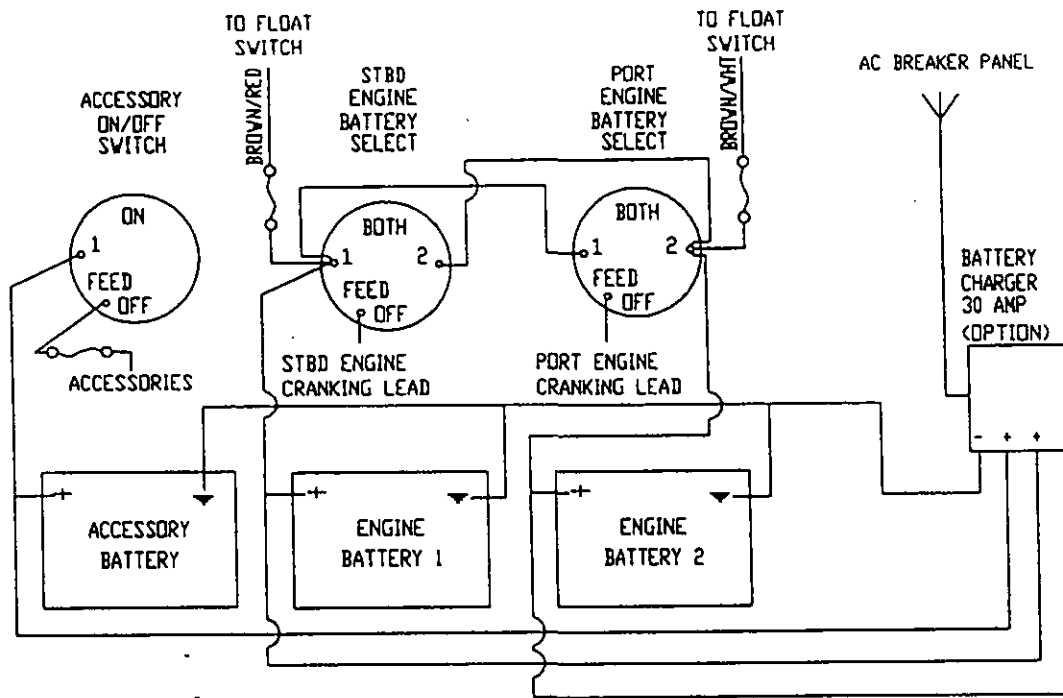 TO FLOAT
SWITCH
BROWN/RED
ACCESSORY
ON/OFF
SWITCH
STBD
ENGINE
BATTERY
SELECT
PORT
ENGINE
BATTERY
SELECT
TO FLOAT
SWITCH
BROWN/WHT
AC BREAKER PANEL
ON
1
FEED
OFF
ACCESSORIES
BOTH
1
2
FEED
OFF
STBD ENGINE
CRANKING LEAD
BOTH
1
2
FEED
OFF
PORT ENGINE
CRANKING LEAD
BATTERY
CHARGER
30 AMP
(OPTION)
- + +
+
ACCESSORY
BATTERY
+
ENGINE
BATTERY 1
+
ENGINE
BATTERY 2